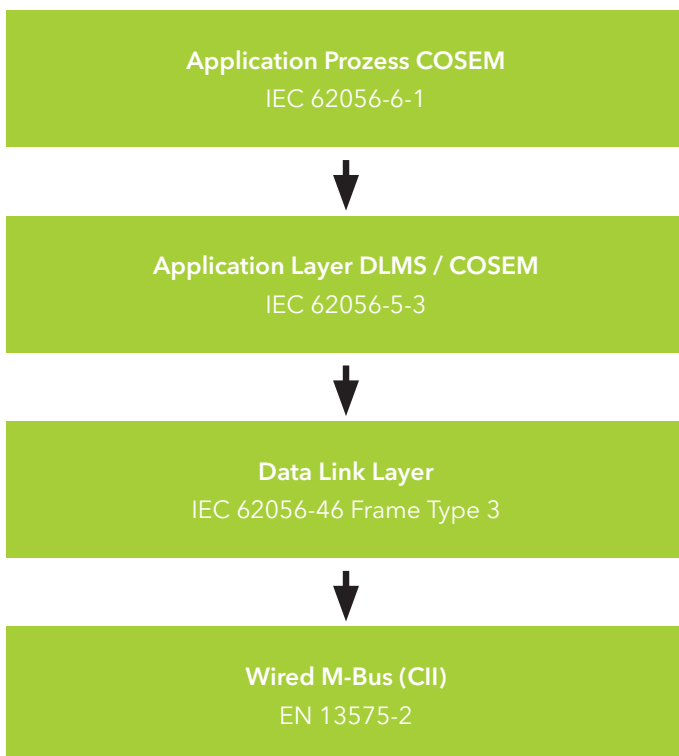 Application Prozess COSEM
IEC 62056-6-1
Application Layer DLMS / COSEM
IEC 62056-5-3
Data Link Layer
IEC 62056-46 Frame Type 3
Wired M-Bus (CII)
EN 13575-2